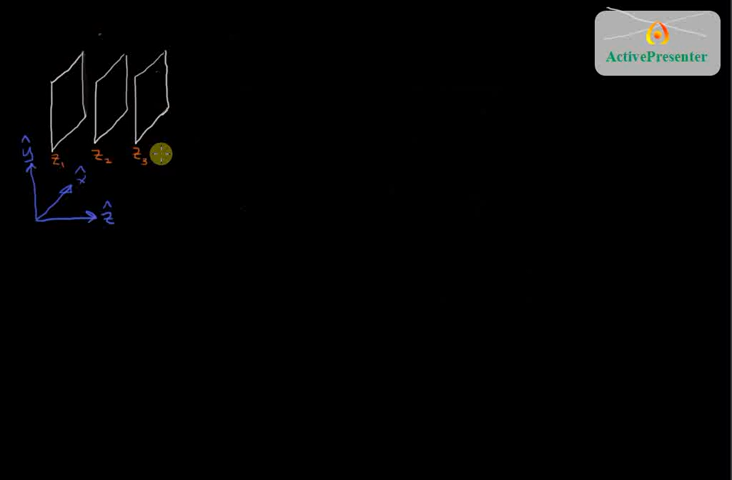 ActivePresenter
z₁ z₂ z₃
ŷ
x̂
ẑ